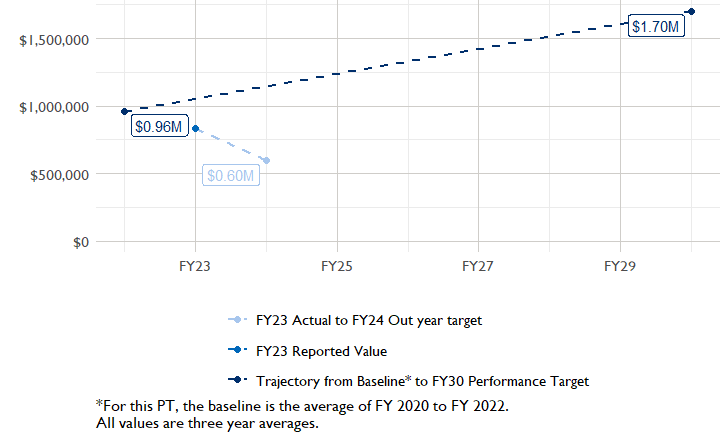 $1,500,000
$1.70M
$1,000,000
$0.96M
$500,000
$0.60M
$0
FY23 FY25 FY27 FY29
FY23 Actual to FY24 Out year target
FY23 Reported Value
Trajectory from Baseline* to FY30 Performance Target
*For this PT, the baseline is the average of FY 2020 to FY 2022.
All values are three year averages.